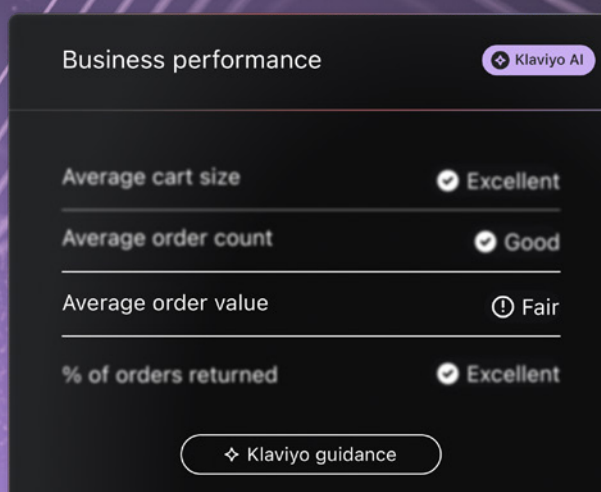 Business performance
Klaviyo AI
Average cart size
Excellent
Average order count
Good
Average order value
Fair
% of orders returned
Excellent
Klaviyo guidance